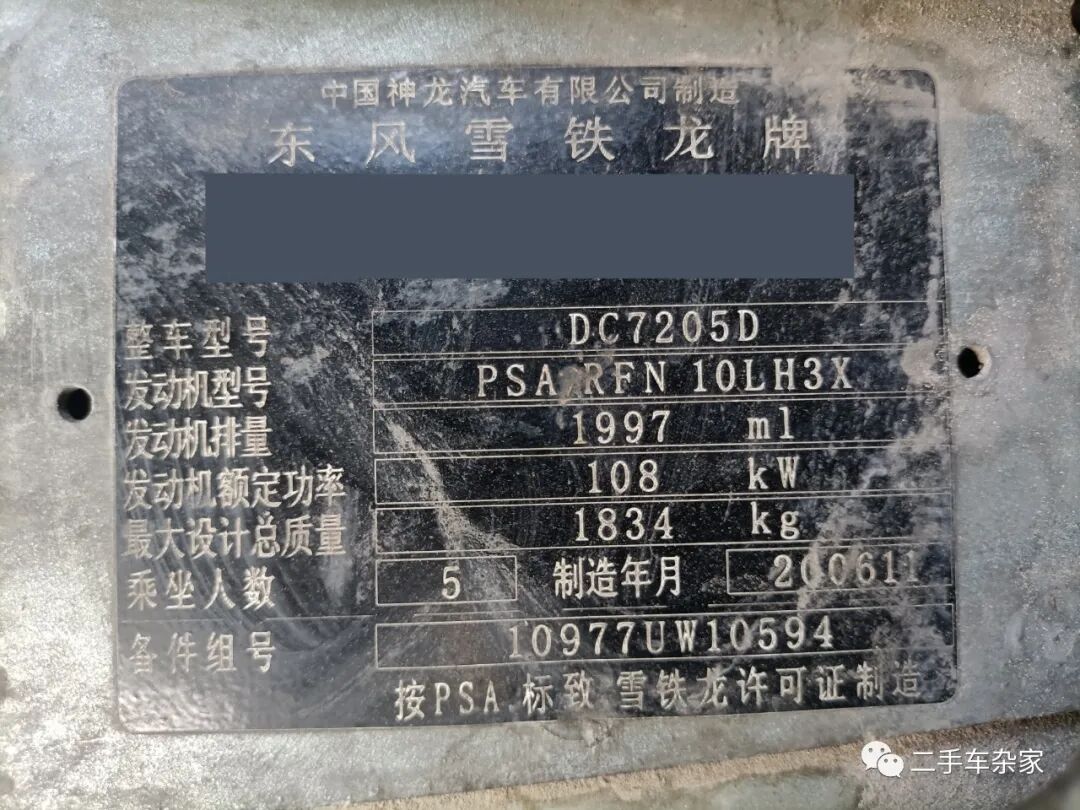 中国神龙汽车有限公司制造
东风雪铁龙牌
整车型号 DC7205D
发动机型号 PSA RFN 10LH3X
发动机排量 1997 ml
发动机额定功率 108 kW
最大设计总质量 1834 kg
乘坐人数 5 制造年月 200611
备件组号 10977UW10594
按PSA 标致 雪铁龙许可证制造
二手车杂家